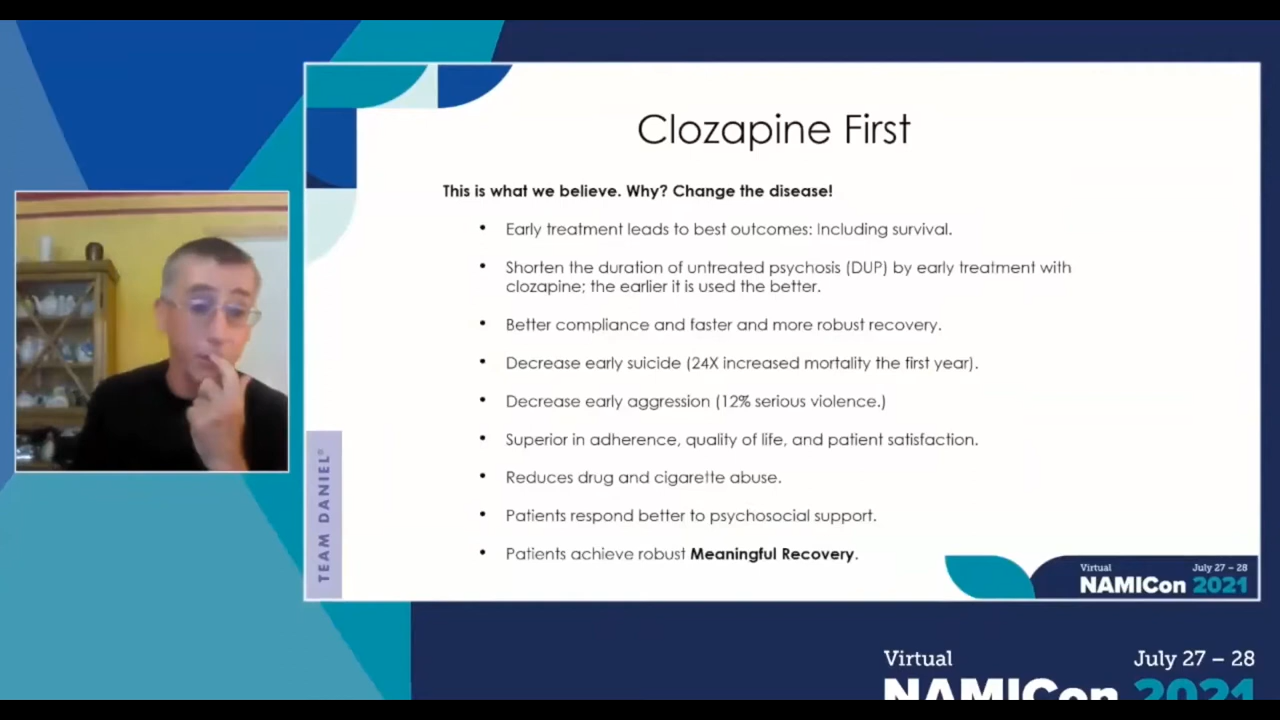 Clozapine First
This is what we believe. Why? Change the disease!
• Early treatment leads to best outcomes: Including survival.
• Shorten the duration of untreated psychosis (DUP) by early treatment with
clozapine; the earlier it is used the better.
• Better compliance and faster and more robust recovery.
• Decrease early suicide (24X increased mortality the first year).
• Decrease early aggression (12% serious violence.)
• Superior in adherence, quality of life, and patient satisfaction.
• Reduces drug and cigarette abuse.
• Patients respond better to psychosocial support.
• Patients achieve robust Meaningful Recovery.
TEAM DANIEL®
Virtual July 27 – 28
NAMICon 2021
Virtual July 27 – 28
NAMICon 2021